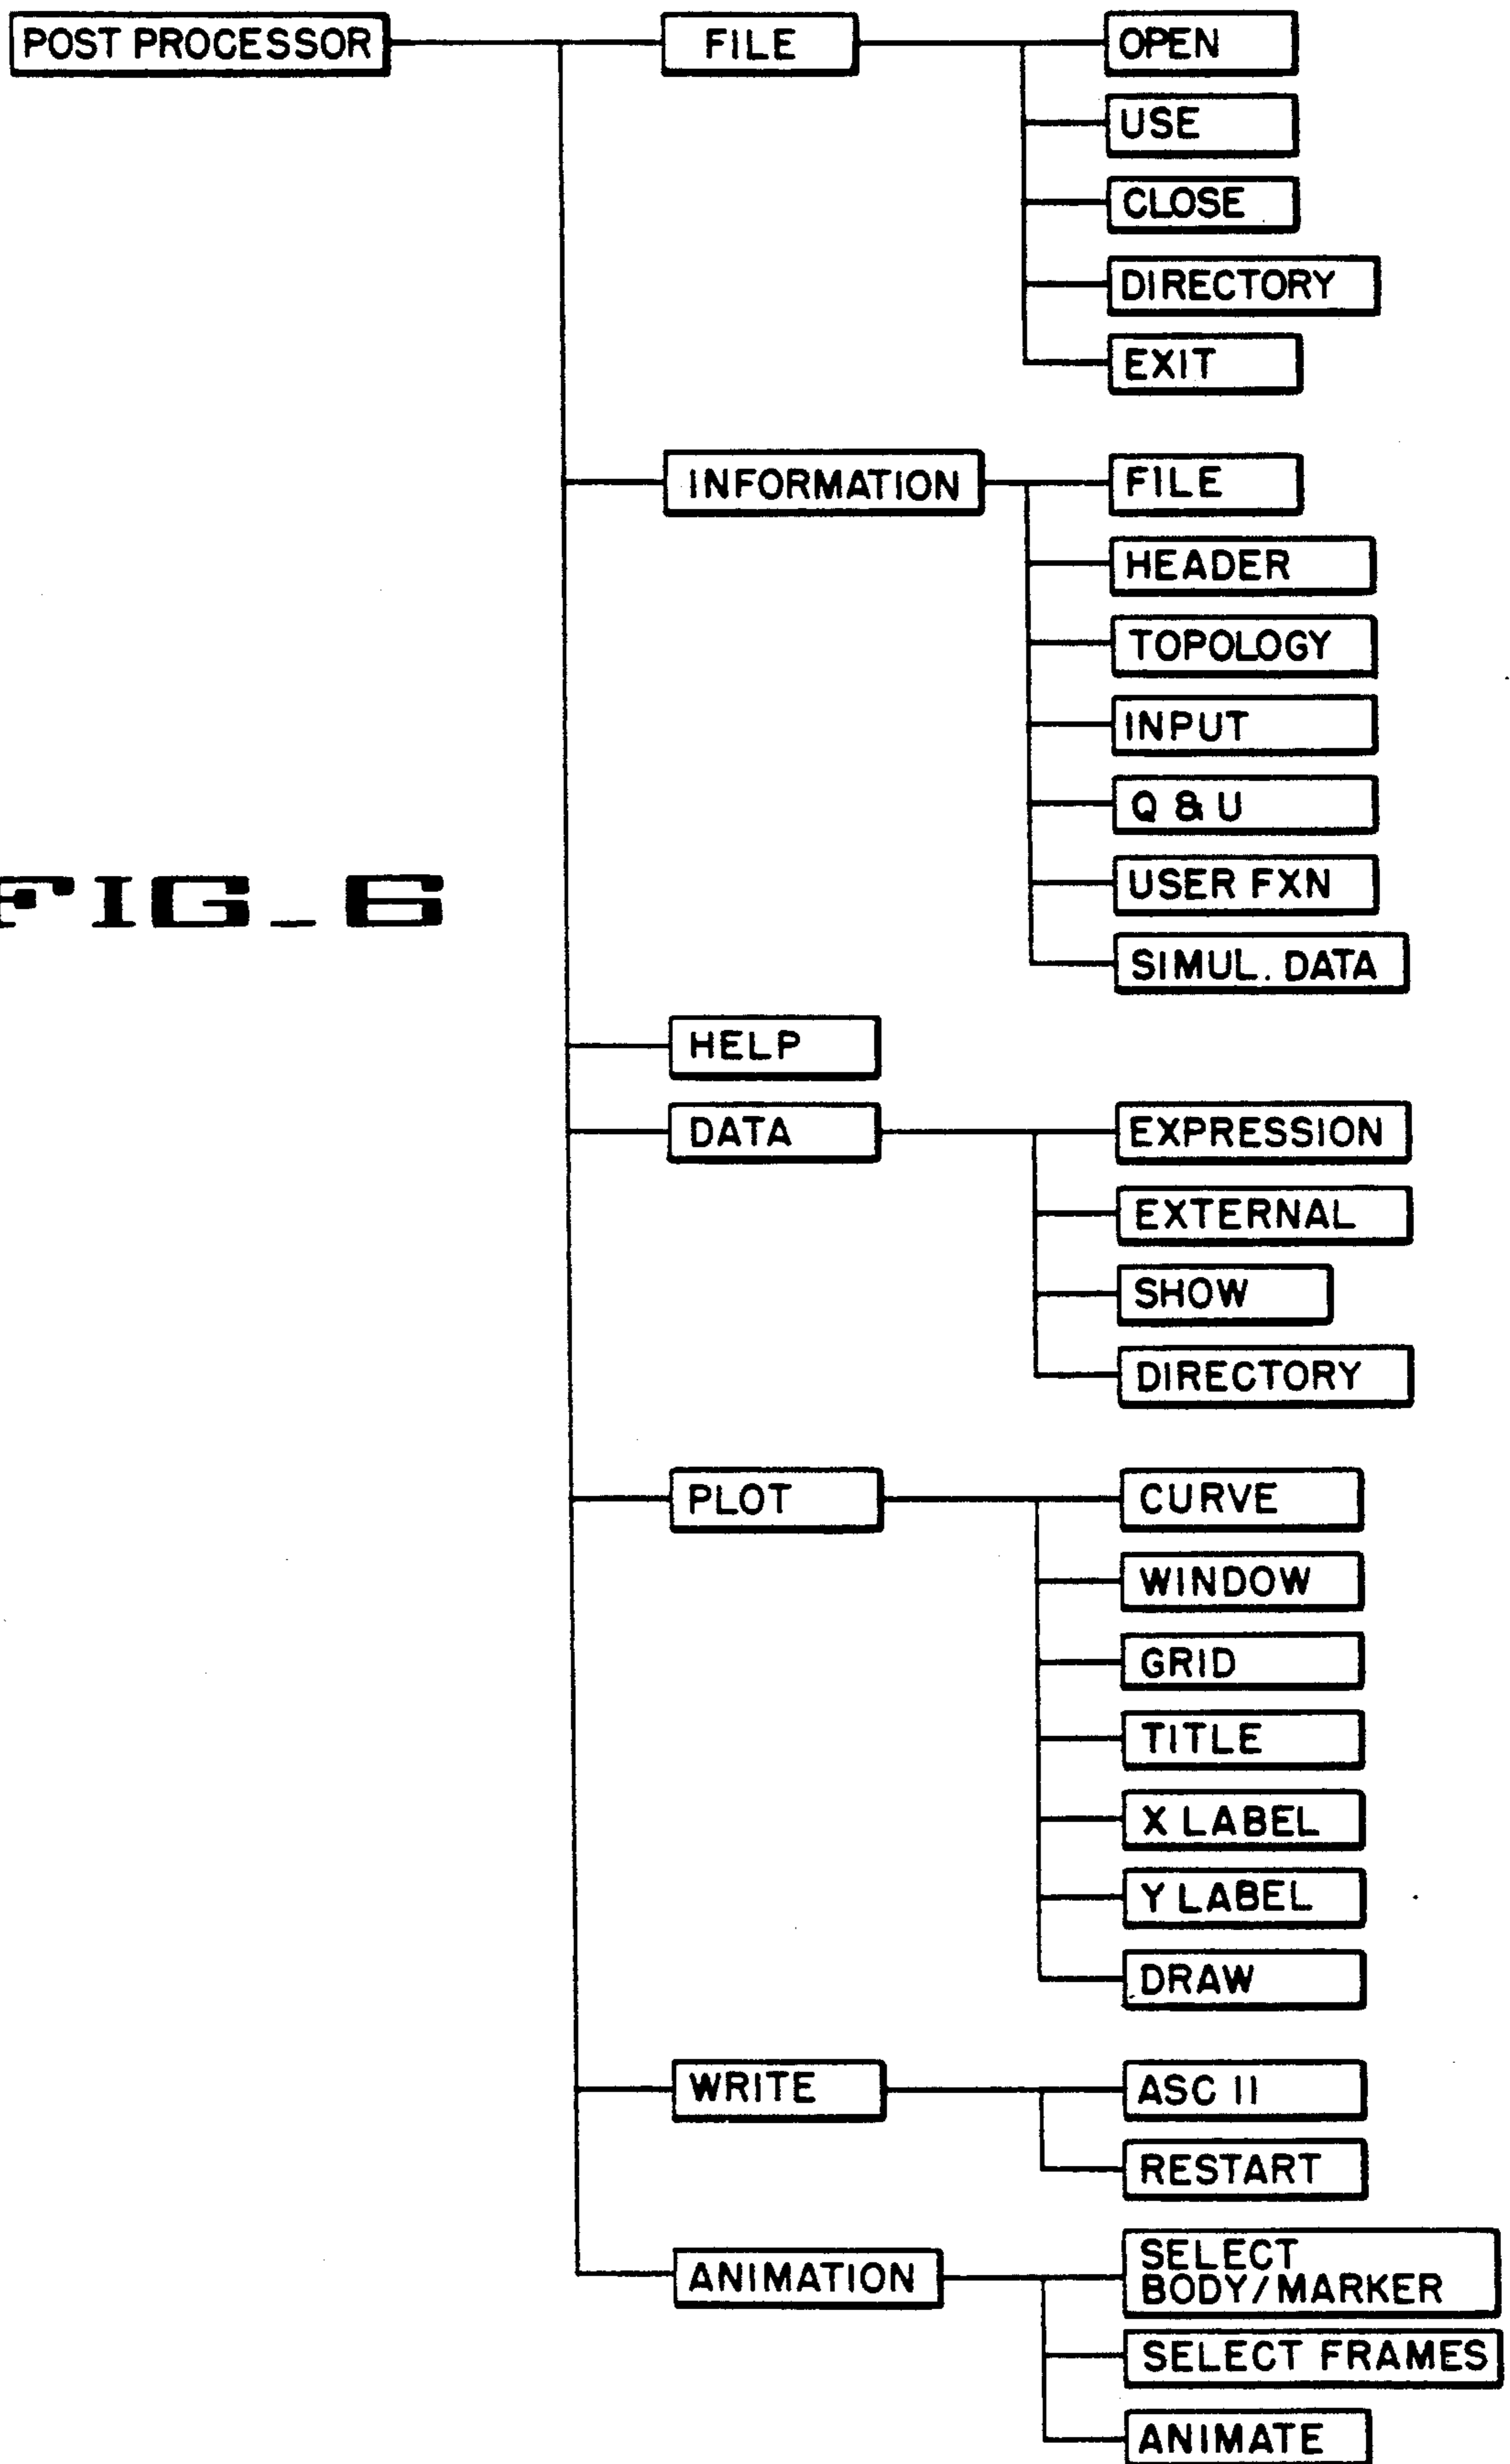 POST PROCESSOR
FILE
OPEN
USE
CLOSE
DIRECTORY
EXIT
INFORMATION
FILE
HEADER
TOPOLOGY
INPUT
Q & U
USER FXN
SIMUL. DATA
FIG_6
HELP
DATA
EXPRESSION
EXTERNAL
SHOW
DIRECTORY
PLOT
CURVE
WINDOW
GRID
TITLE
X LABEL
Y LABEL
DRAW
WRITE
ASC II
RESTART
ANIMATION
SELECT
BODY/MARKER
SELECT FRAMES
ANIMATE